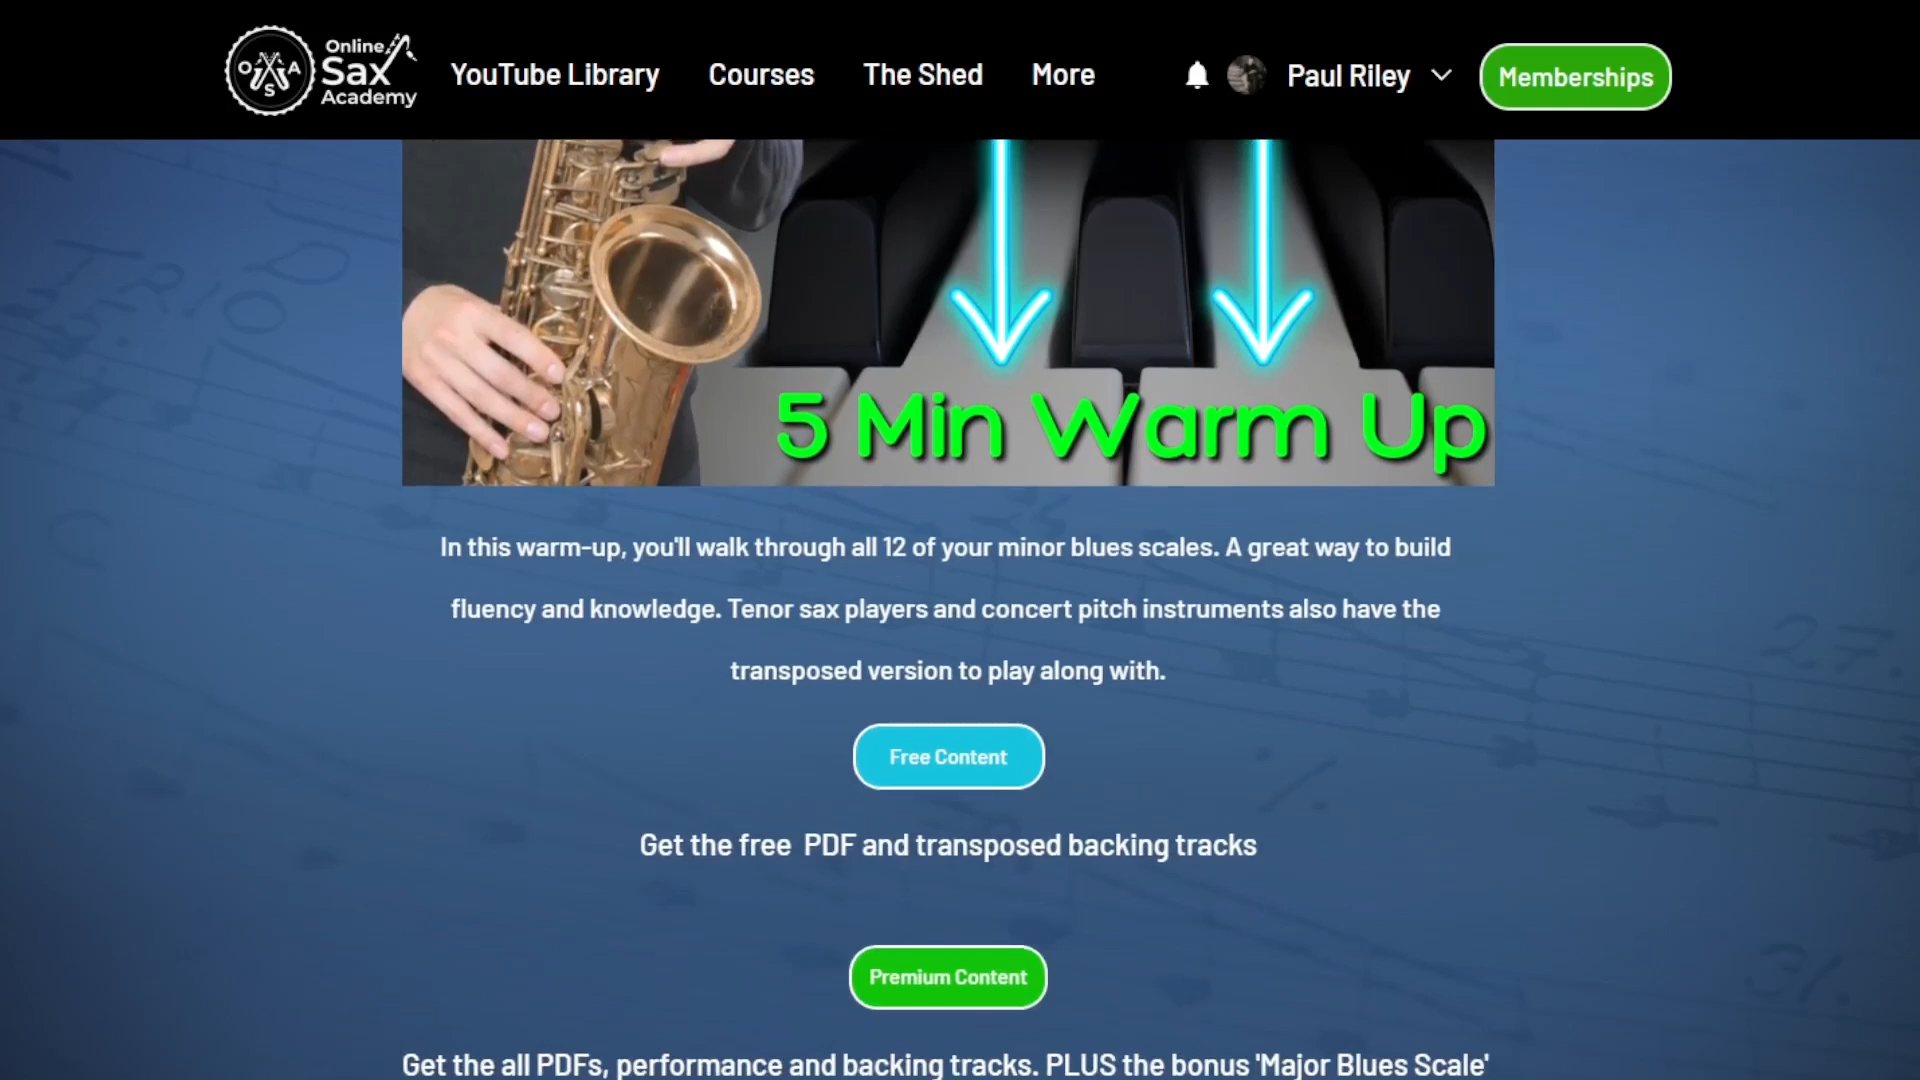 Online
Sax
Academy
O A
S
YouTube Library
Courses
The Shed
More
Paul Riley
Memberships
5 Min Warm Up
In this warm-up, you'll walk through all 12 of your minor blues scales. A great way to build
fluency and knowledge. Tenor sax players and concert pitch instruments also have the
transposed version to play along with.
Free Content
Get the free  PDF and transposed backing tracks
Premium Content
Get the all PDFs, performance and backing tracks. PLUS the bonus 'Major Blues Scale'
TRIO
C
27.
31.